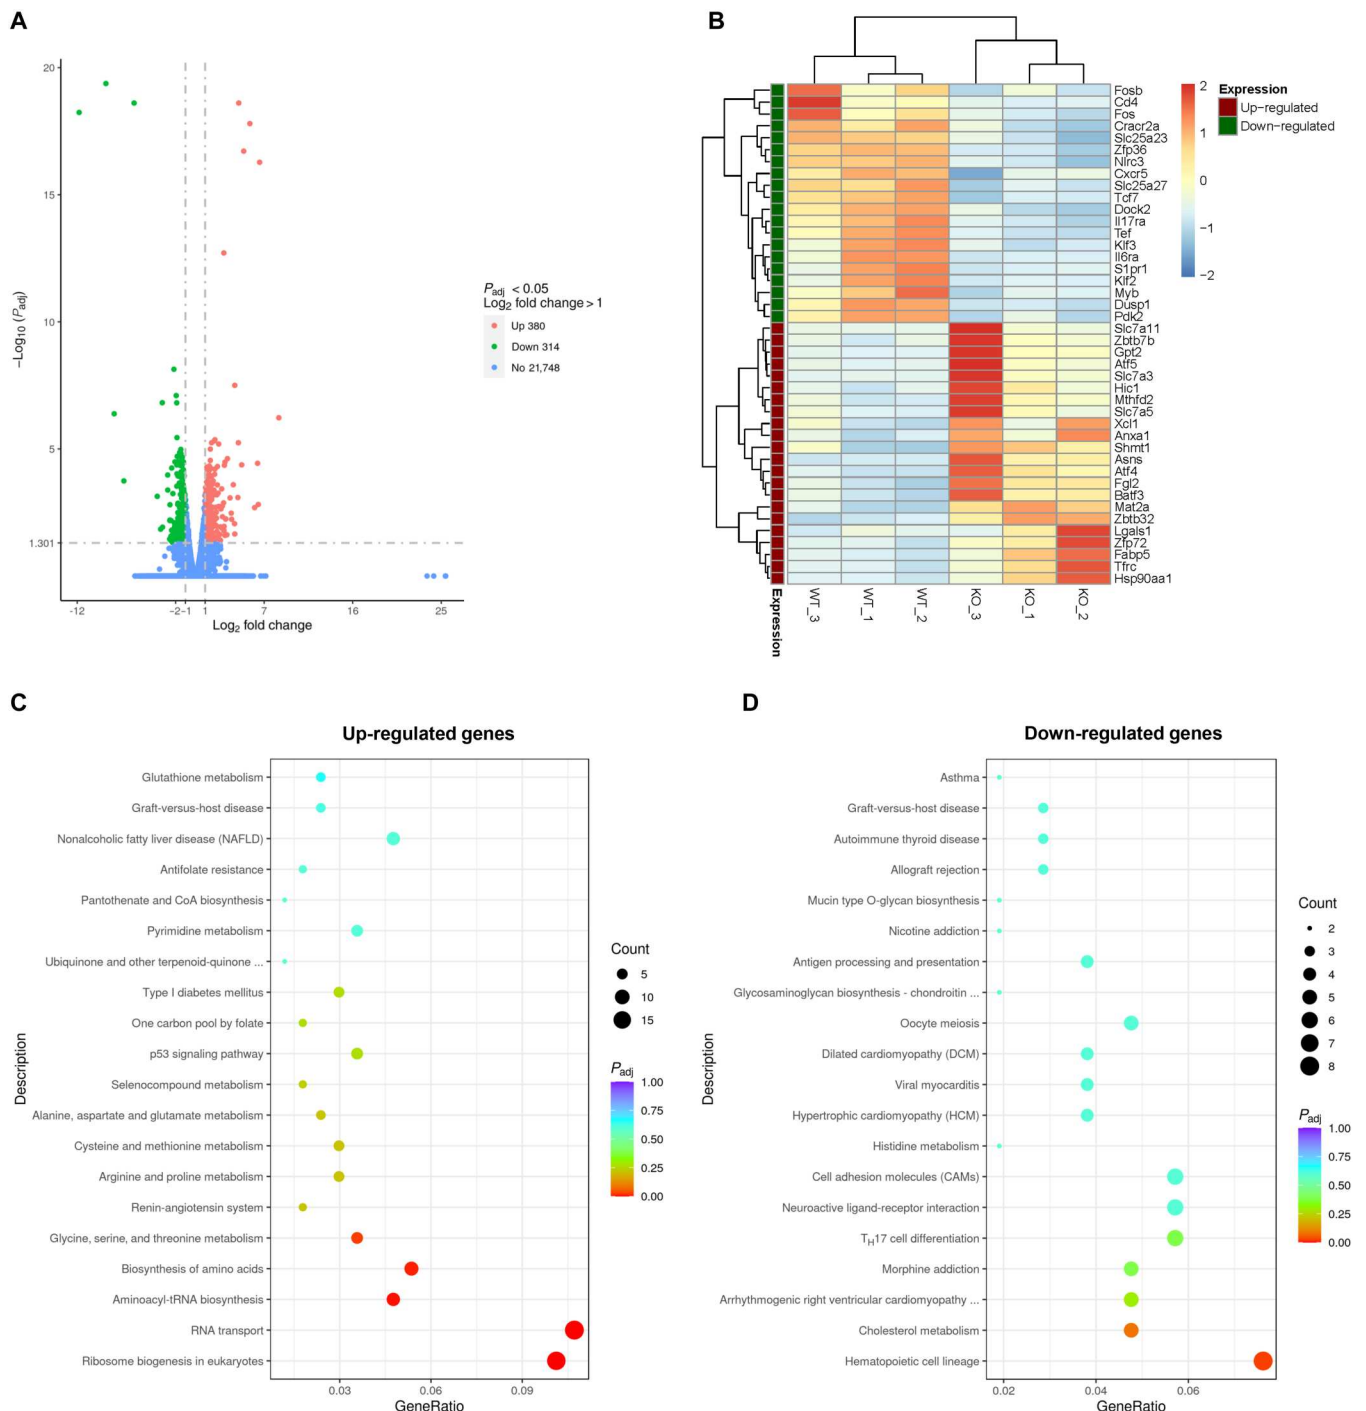 A
20
15
10
5
1.301
−Log10 (Padj)
-12
-2
-1
1
7
16
25
Log2 fold change
Padj < 0.05
Log2 fold change > 1
Up 380
Down 314
No 21,748
B
Fosb
Cd4
Fos
Cracr2a
Slc25a23
Zfp36
Nlrc3
Cxcr5
Slc25a27
Tcf7
Dock2
Il17ra
Tef
Klf3
Il6ra
S1pr1
Klf2
Myb
Dusp1
Pdk2
Slc7a11
Zbtb7b
Gpt2
Atf5
Slc7a3
Hic1
Mthfd2
Slc7a5
Xcl1
Anxa1
Shmt1
Asns
Atf4
Fgl2
Batf3
Mat2a
Zbtb32
Lgals1
Zfp72
Fabp5
Tfrc
Hsp90aa1
Expression
WT_3
WT_1
WT_2
KO_3
KO_1
KO_2
2
1
0
−1
−2
Expression
Up-regulated
Down-regulated
C
Up-regulated genes
Description
Glutathione metabolism
Graft-versus-host disease
Nonalcoholic fatty liver disease (NAFLD)
Antifolate resistance
Pantothenate and CoA biosynthesis
Pyrimidine metabolism
Ubiquinone and other terpenoid-quinone ...
Type I diabetes mellitus
One carbon pool by folate
p53 signaling pathway
Selenocompound metabolism
Alanine, aspartate and glutamate metabolism
Cysteine and methionine metabolism
Arginine and proline metabolism
Renin-angiotensin system
Glycine, serine, and threonine metabolism
Biosynthesis of amino acids
Aminoacyl-tRNA biosynthesis
RNA transport
Ribosome biogenesis in eukaryotes
0.03
0.06
0.09
GeneRatio
Count
5
10
15
Padj
1.00
0.75
0.50
0.25
0.00
D
Down-regulated genes
Description
Asthma
Graft-versus-host disease
Autoimmune thyroid disease
Allograft rejection
Mucin type O-glycan biosynthesis
Nicotine addiction
Antigen processing and presentation
Glycosaminoglycan biosynthesis - chondroitin ...
Oocyte meiosis
Dilated cardiomyopathy (DCM)
Viral myocarditis
Hypertrophic cardiomyopathy (HCM)
Histidine metabolism
Cell adhesion molecules (CAMs)
Neuroactive ligand-receptor interaction
TH17 cell differentiation
Morphine addiction
Arrhythmogenic right ventricular cardiomyopathy ...
Cholesterol metabolism
Hematopoietic cell lineage
0.02
0.04
0.06
GeneRatio
Count
2
3
4
5
6
7
8
Padj
1.00
0.75
0.50
0.25
0.00